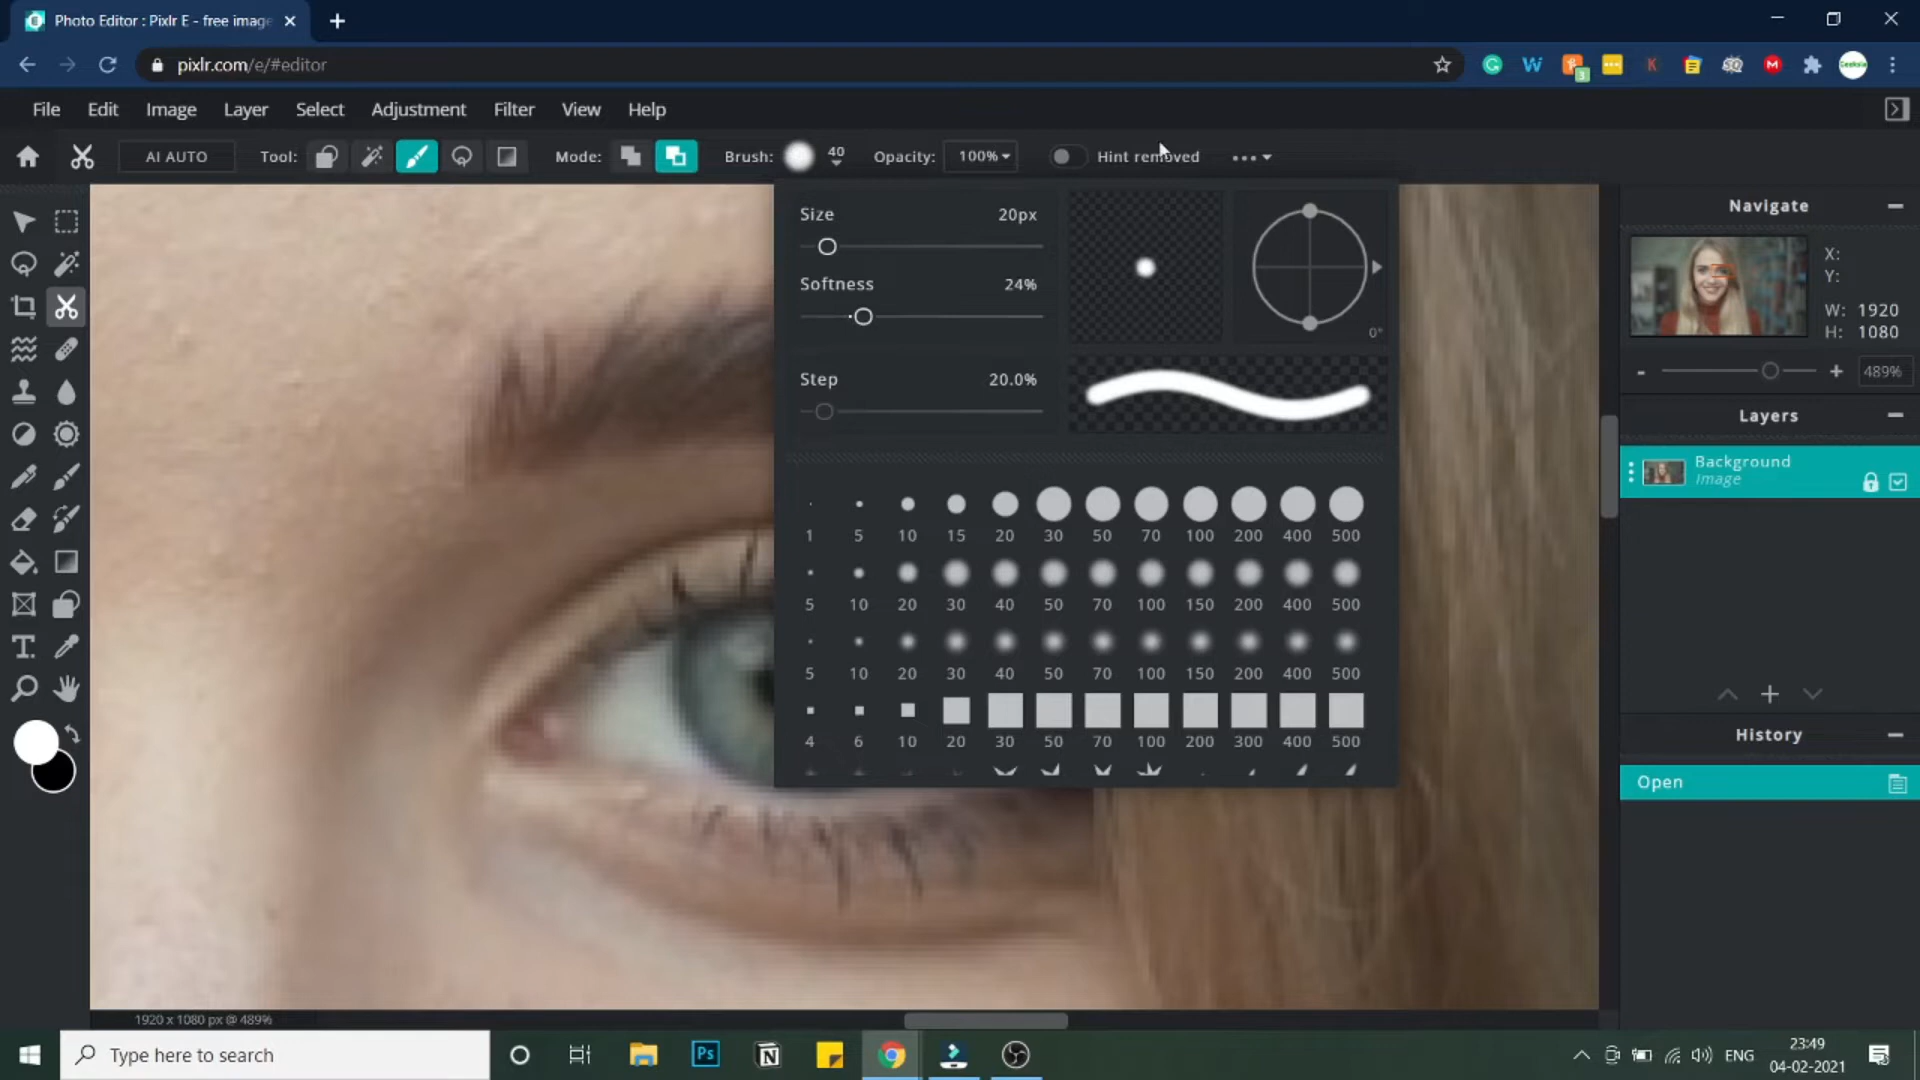 Photo Editor : Pixlr E - free image
pixlr.com/e/#editor
3
File Edit Image Layer Select Adjustment Filter View Help
AI AUTO Tool: Mode: Brush: 40 Opacity: 100% Hint removed
Size 20px
Softness 24%
0°
Step 20.0%
1 5 10 15 20 30 50 70 100 200 400 500
5 10 20 30 40 50 70 100 150 200 400 500
5 10 20 30 40 50 70 100 150 200 400 500
4 6 10 20 30 50 70 100 200 300 400 500
Navigate
X:
Y:
W: 1920
H: 1080
489%
Layers
Background
Image
History
Open
1920 x 1080 px @ 489%
Type here to search
Ps
ENG
23:49
04-02-2021